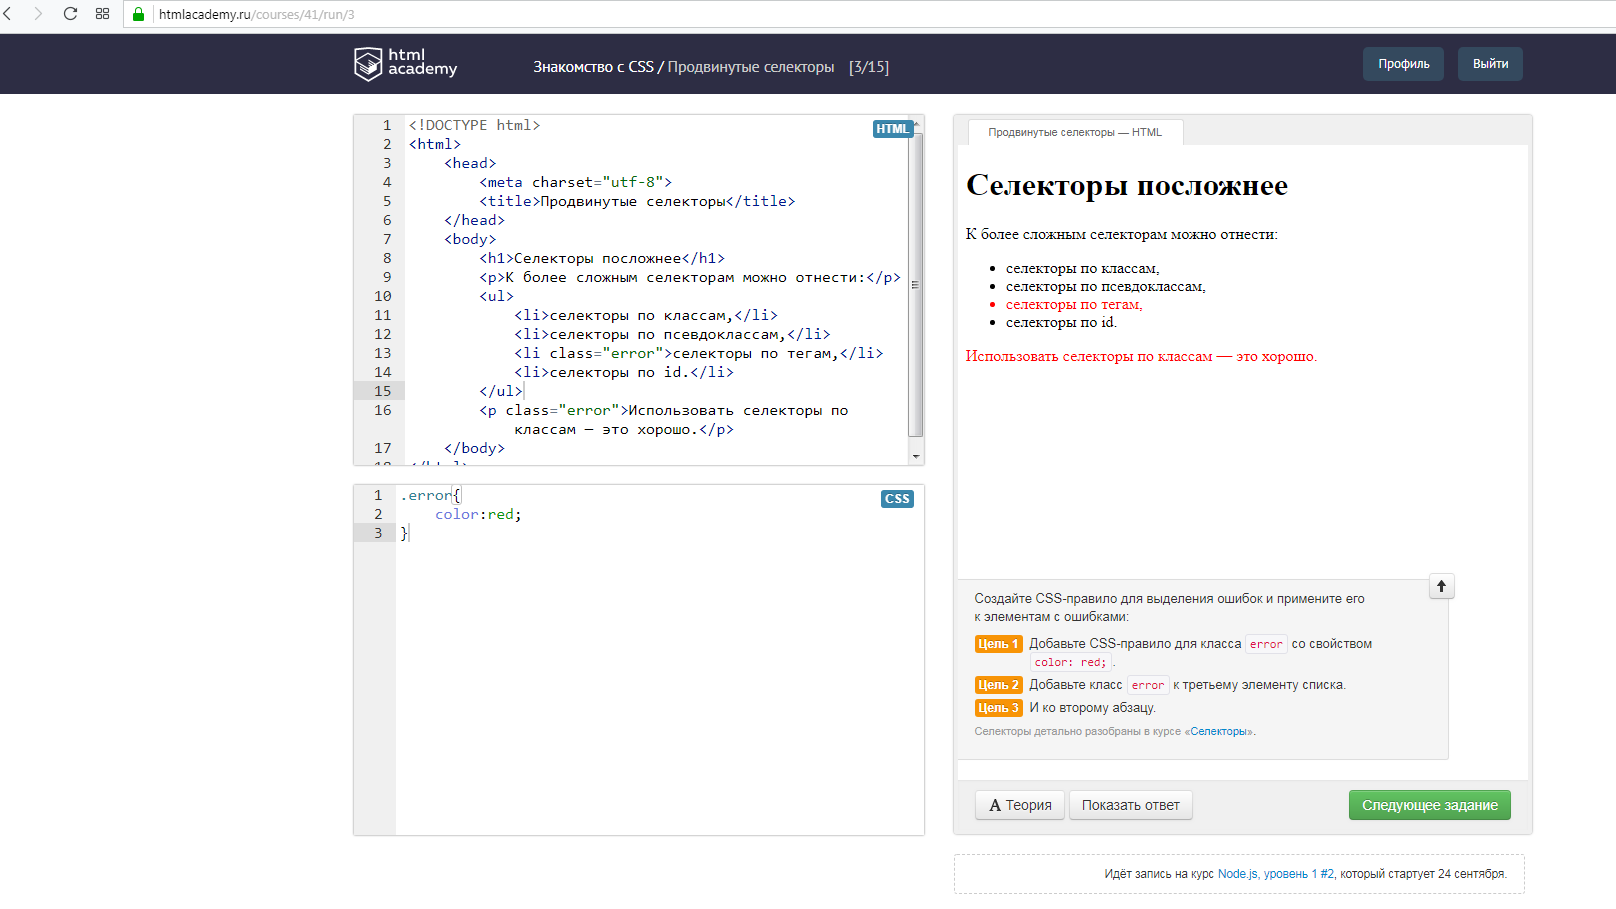 htmlacademy.ru/courses/41/run/3
html
academy
Знакомство с CSS / Продвинутые селекторы [3/15]
Профиль
Выйти
HTML
1 <!DOCTYPE html>
2 <html>
3 <head>
4 <meta charset="utf-8">
5 <title>Продвинутые селекторы</title>
6 </head>
7 <body>
8 <h1>Селекторы посложнее</h1>
9 <p>К более сложным селекторам можно отнести:</p>
10 <ul>
11 <li>селекторы по классам,</li>
12 <li>селекторы по псевдоклассам,</li>
13 <li class="error">селекторы по тегам,</li>
14 <li>селекторы по id.</li>
15 </ul>
16 <p class="error">Использовать селекторы по
классам — это хорошо.</p>
17 </body>
18 </html>
CSS
1 .error{
2 color:red;
3 }
Продвинутые селекторы — HTML
Селекторы посложнее
К более сложным селекторам можно отнести:
• селекторы по классам,
• селекторы по псевдоклассам,
• селекторы по тегам,
• селекторы по id.
Использовать селекторы по классам — это хорошо.
Создайте CSS-правило для выделения ошибок и примените его
к элементам с ошибками:
Цель 1 Добавьте CSS-правило для класса error со свойством
color: red; .
Цель 2 Добавьте класс error к третьему элементу списка.
Цель 3 И ко второму абзацу.
Селекторы детально разобраны в курсе «Селекторы».
A Теория
Показать ответ
Следующее задание
Идёт запись на курс Node.js, уровень 1 #2, который стартует 24 сентября.